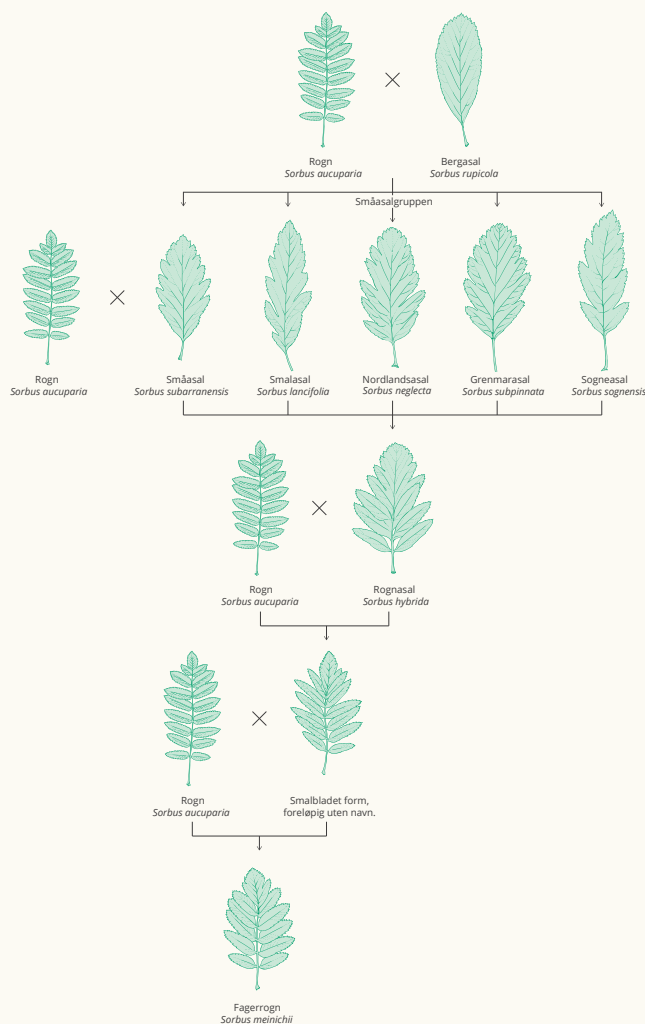 Rogn
Sorbus aucuparia
Bergasal
Sorbus rupicola
Småasalgruppen
Rogn
Sorbus aucuparia
Småasal
Sorbus subarranensis
Smalasal
Sorbus lancifolia
Nordlandsasal
Sorbus neglecta
Grenmarasal
Sorbus subpinnata
Sogneasal
Sorbus sognensis
Rogn
Sorbus aucuparia
Rognasal
Sorbus hybrida
Rogn
Sorbus aucuparia
Smalbladet form,
foreløpig uten navn.
Fagerrogn
Sorbus meinichii